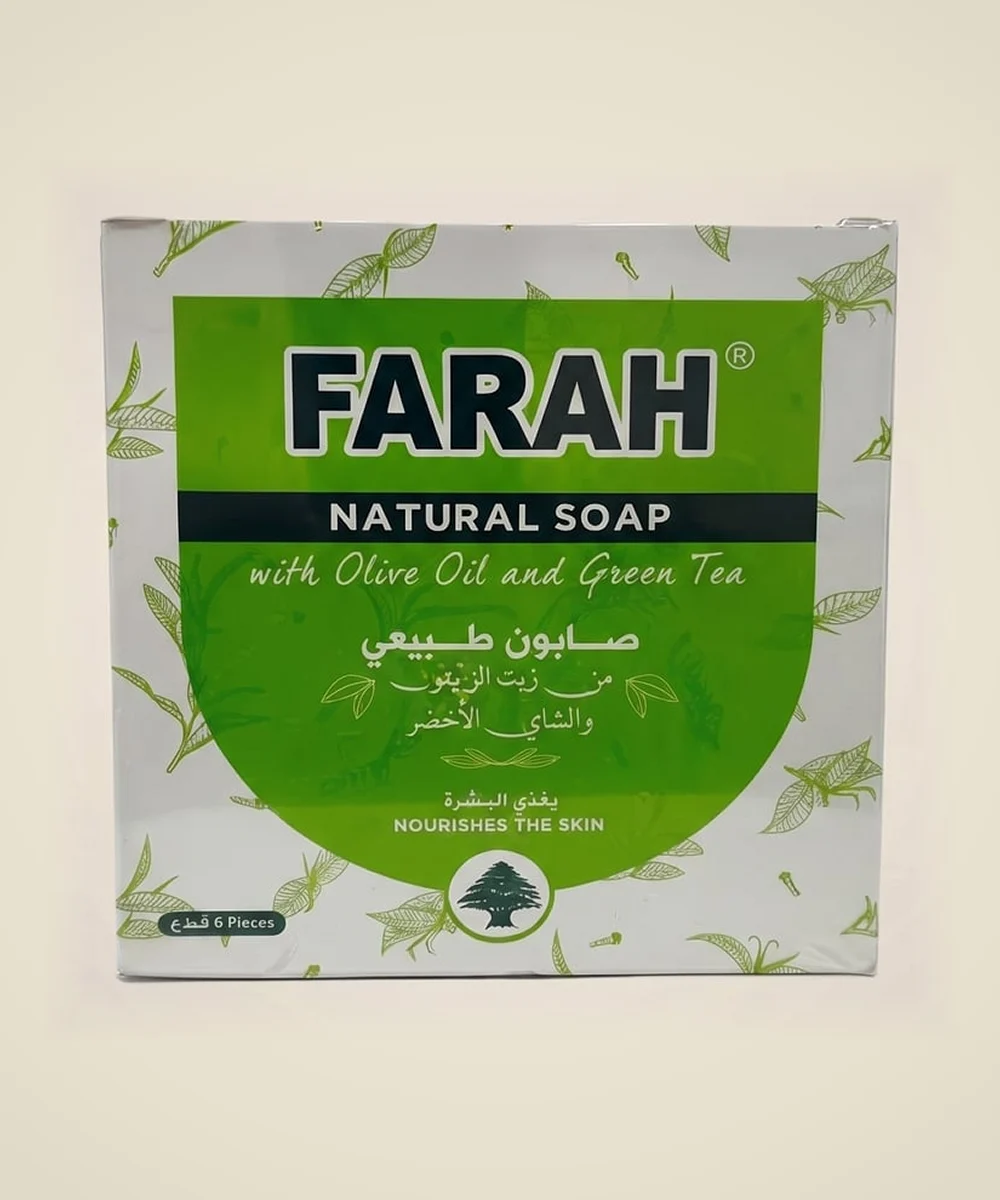 FARAH®
NATURAL SOAP
with Olive Oil and Green Tea
صابون طبيعي
من زيت الزيتون
والشاي الأخضر
يغذي البشرة
NOURISHES THE SKIN
6 Pieces قطع